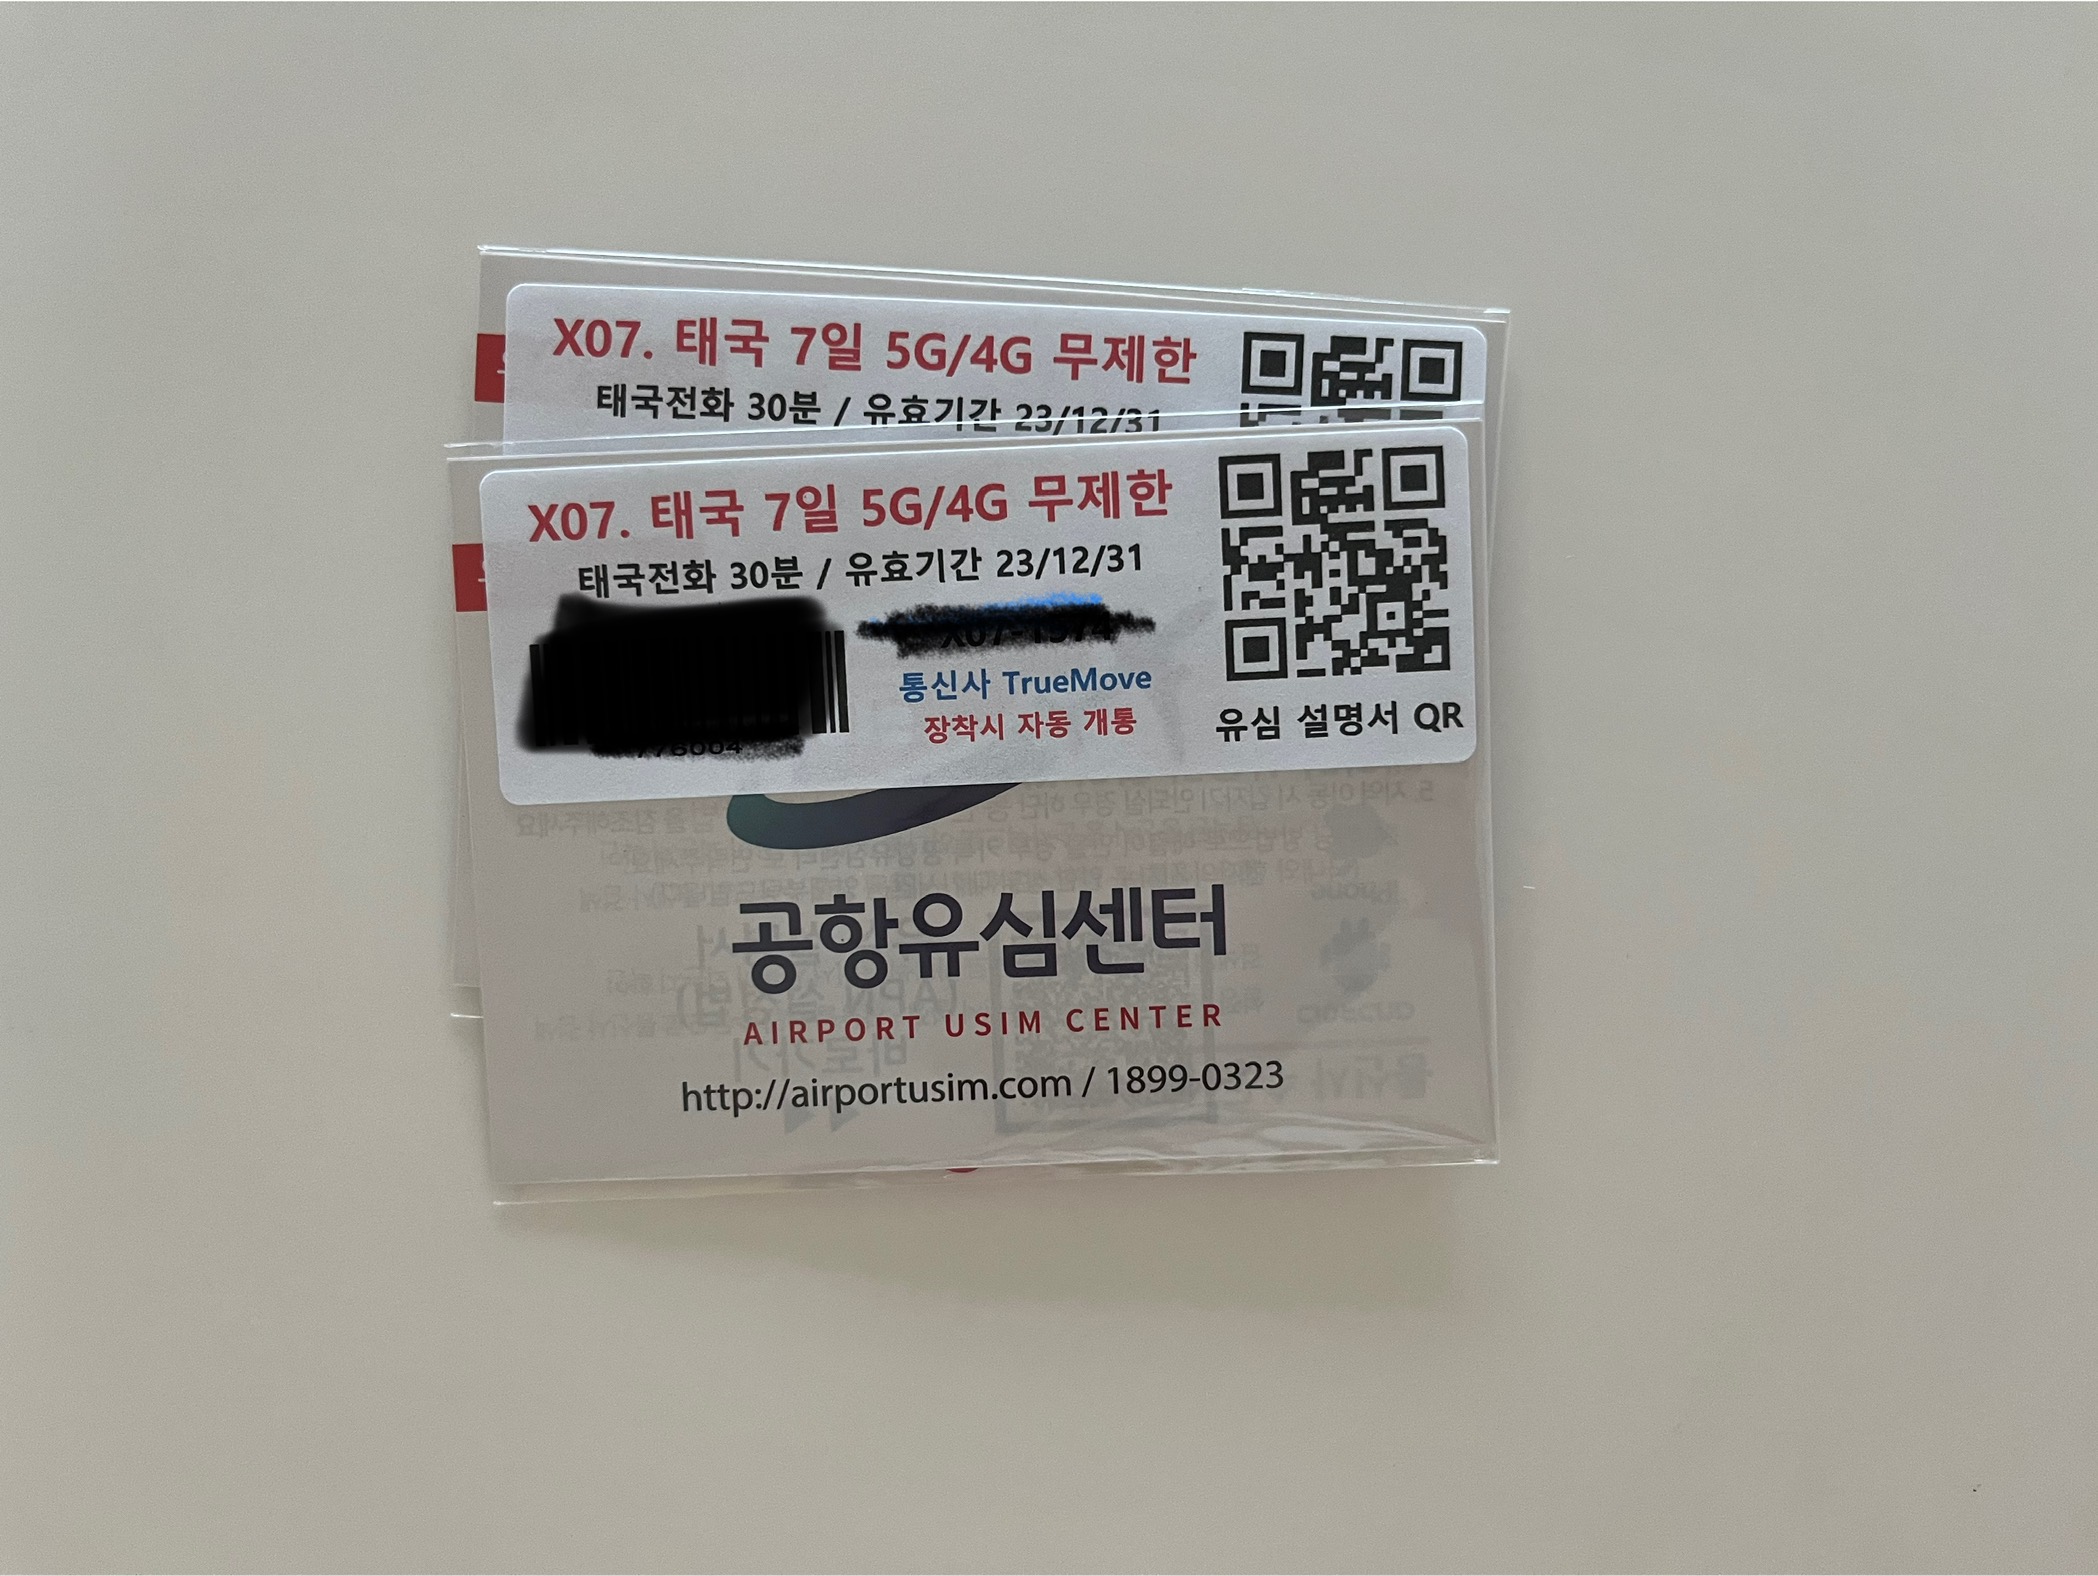 X07. 태국 7일 5G/4G 무제한
태국전화 30분 / 유효기간 23/12/31
X07. 태국 7일 5G/4G 무제한
태국전화 30분 / 유효기간 23/12/31
통신사 TrueMove
장착시 자동 개통
유심 설명서 QR
공항유심센터
AIRPORT USIM CENTER
http://airportusim.com / 1899-0323